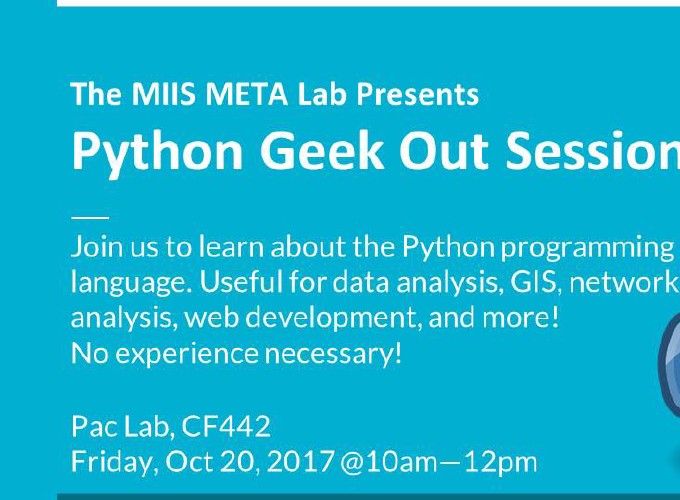 The MIIS META Lab Presents
Python Geek Out Session
Join us to learn about the Python programming
language. Useful for data analysis, GIS, network
analysis, web development, and more!
No experience necessary!
Pac Lab, CF442
Friday, Oct 20, 2017 @10am—12pm